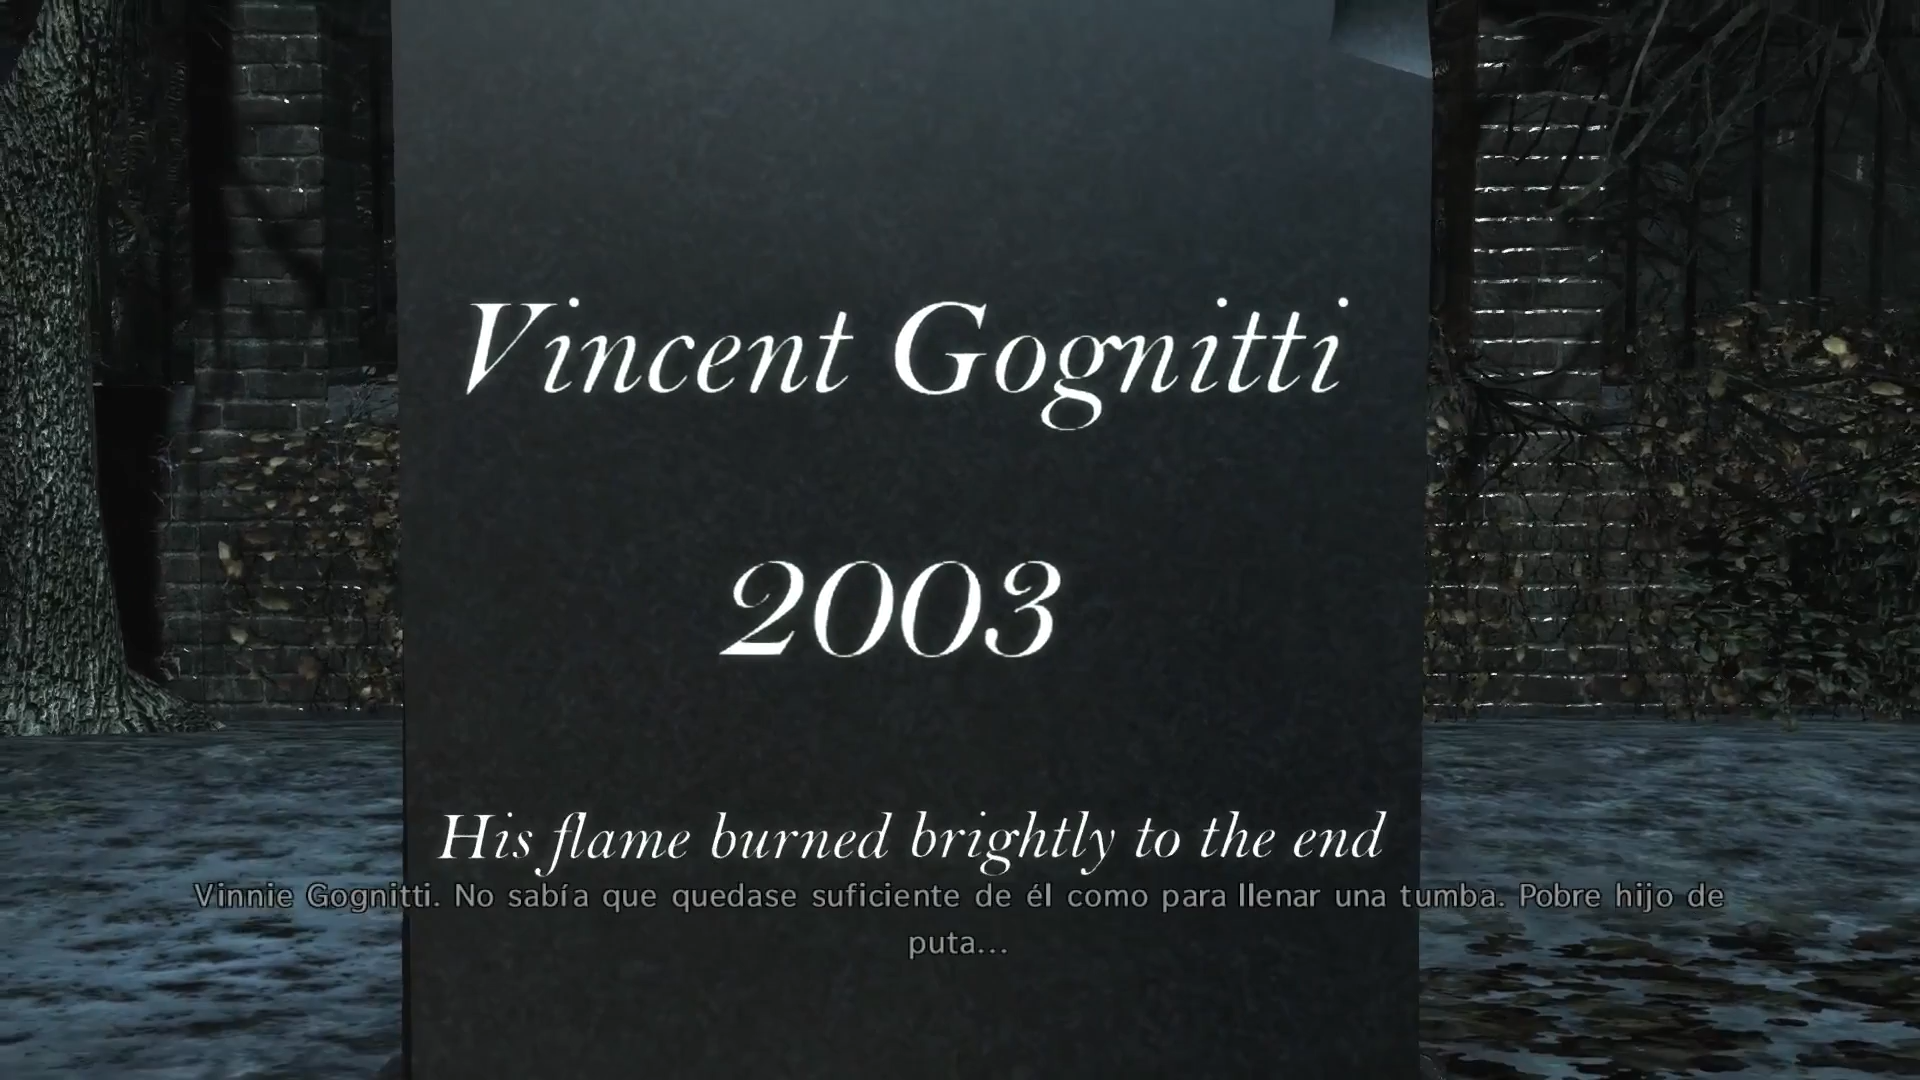 Vincent Gognitti
2003
His flame burned brightly to the end
Vinnie Gognitti. No sabía que quedase suficiente de él como para llenar una tumba. Pobre hijo de
puta...